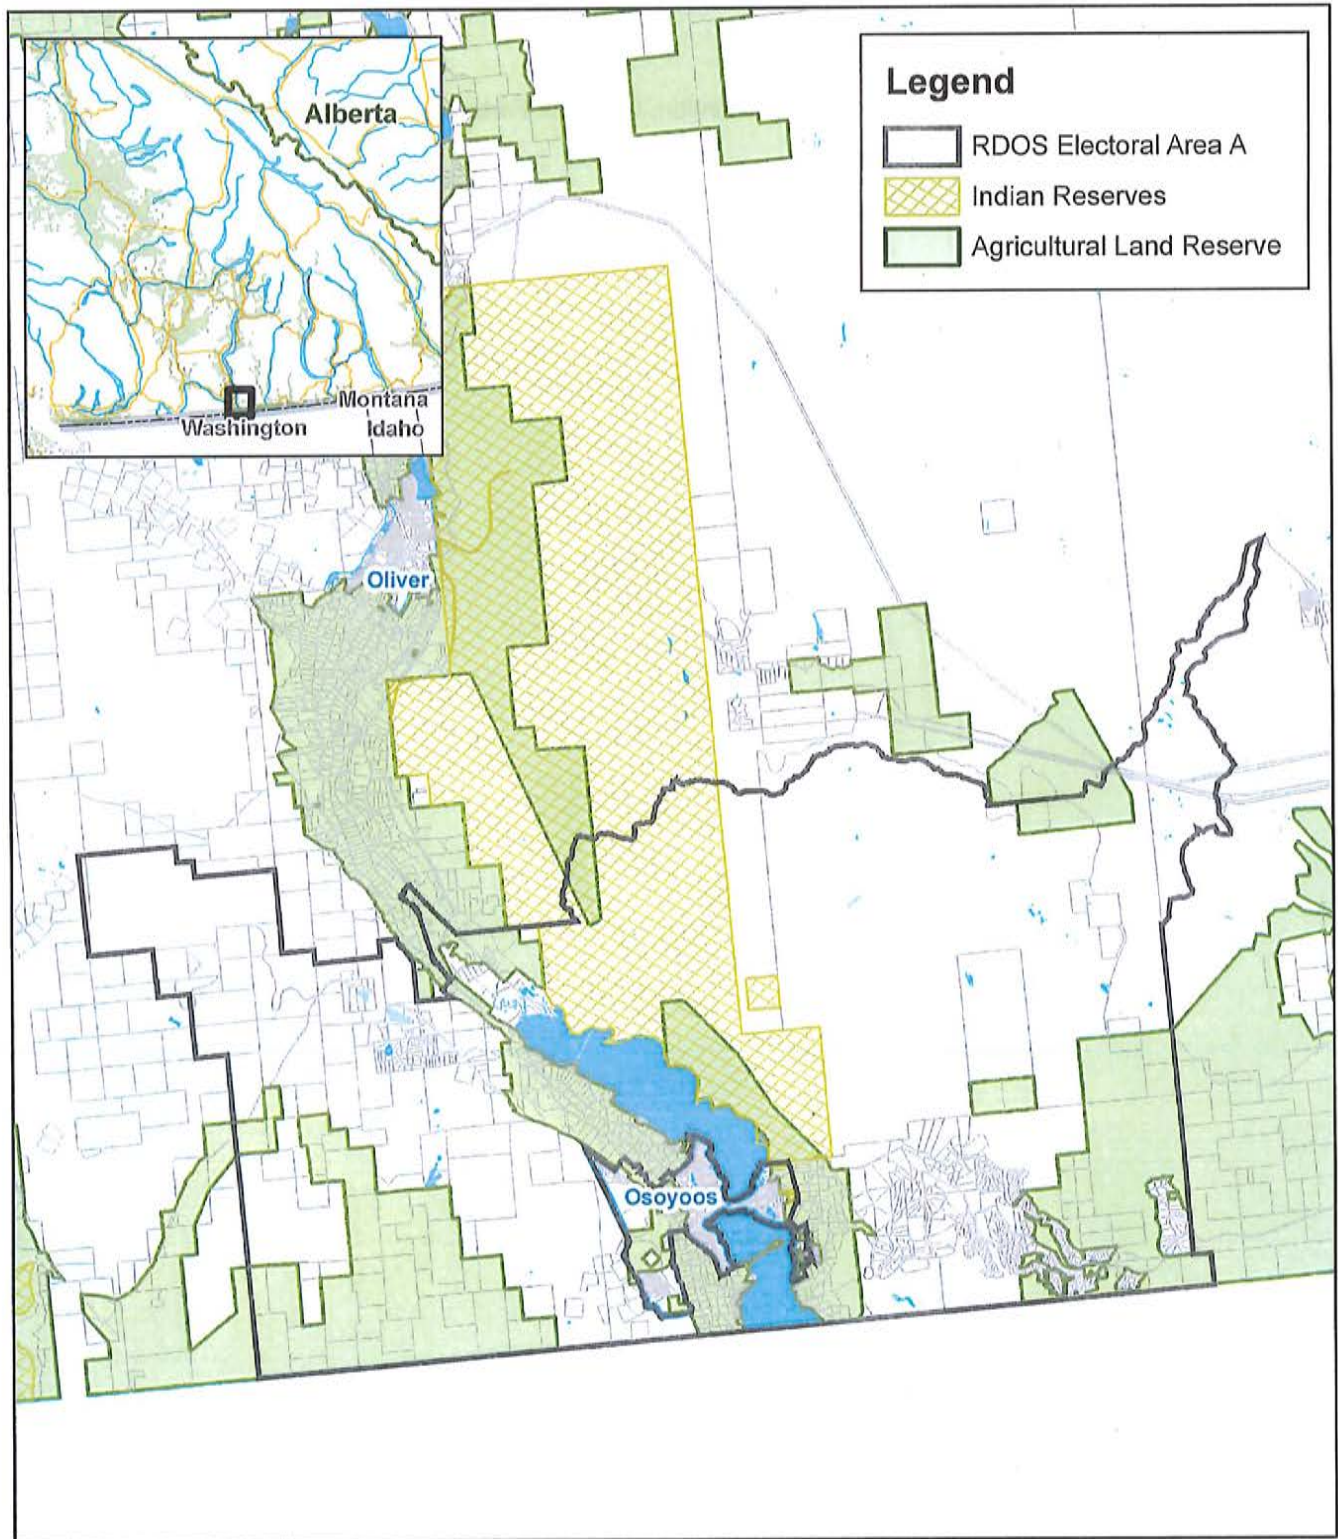 Alberta
Montana
Washington
Idaho
Legend
RDOS Electoral Area A
Indian Reserves
Agricultural Land Reserve
Oliver
Osoyoos